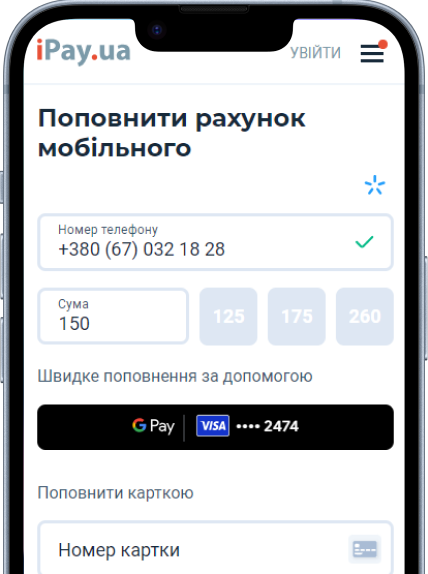 iPay.ua
УВІЙТИ
Поповнити рахунок
мобільного
Номер телефону
+380 (67) 032 18 28
Сума
150
125
175
260
Швидке поповнення за допомогою
G Pay VISA •••• 2474
Поповнити карткою
Номер картки